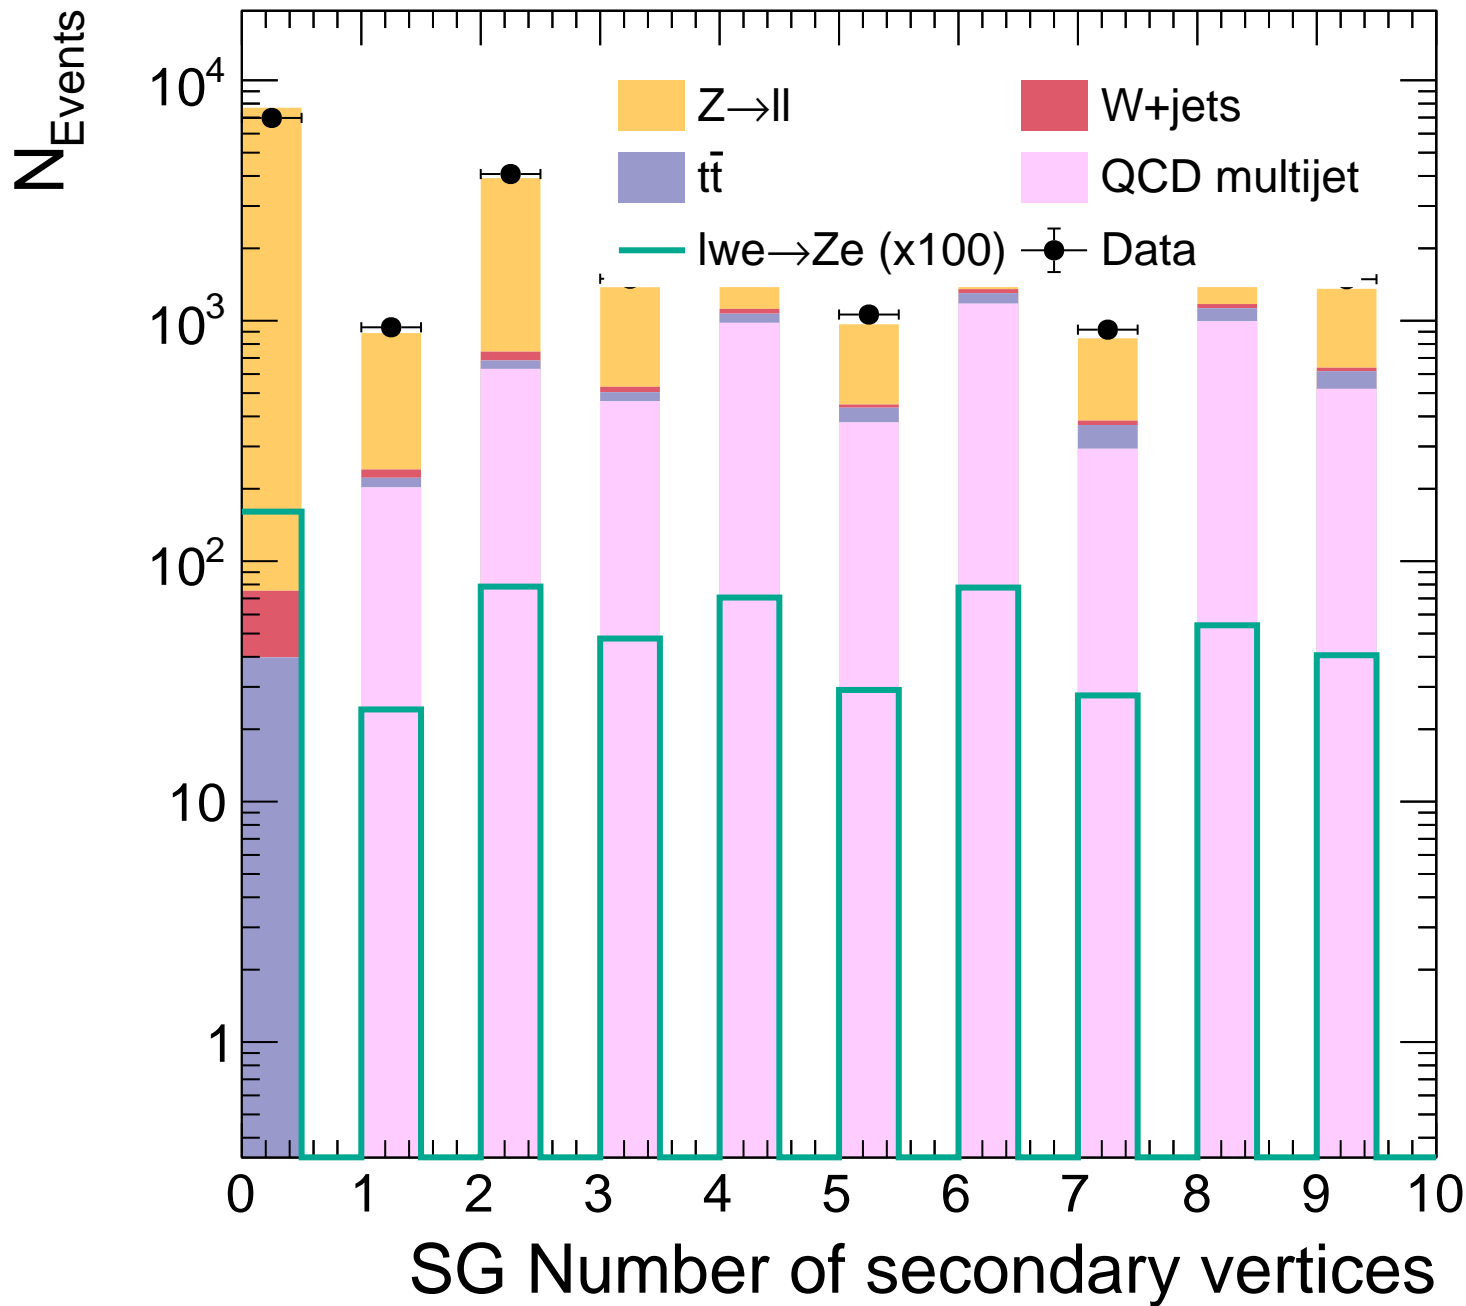 N_Events
10^4
10^3
10^2
10
1
Z→ll
W+jets
tt̄
QCD multijet
lwe→Ze (x100)
Data
0 1 2 3 4 5 6 7 8 9 10
SG Number of secondary vertices